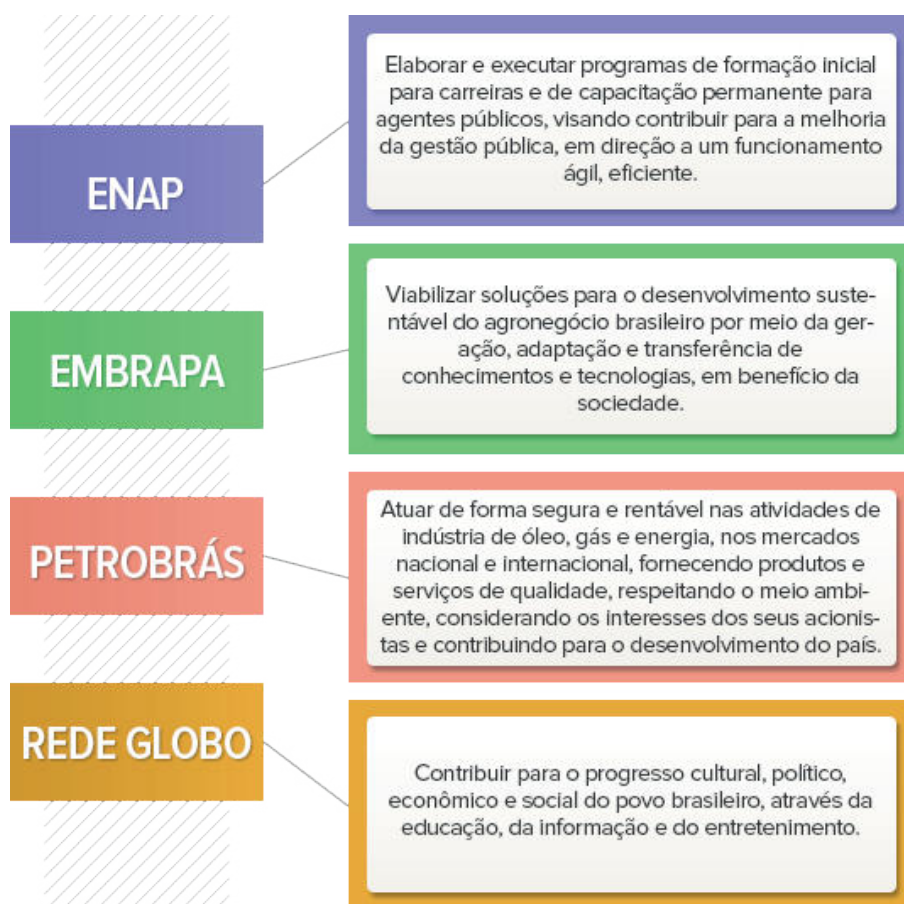 ENAP
Elaborar e executar programas de formação inicial
para carreiras e de capacitação permanente para
agentes públicos, visando contribuir para a melhoria
da gestão pública, em direção a um funcionamento
ágil, eficiente.
EMBRAPA
Viabilizar soluções para o desenvolvimento suste-
ntável do agronegócio brasileiro por meio da ger-
ação, adaptação e transferência de
conhecimentos e tecnologias, em benefício da
sociedade.
PETROBRÁS
Atuar de forma segura e rentável nas atividades de
indústria de óleo, gás e energia, nos mercados
nacional e internacional, fornecendo produtos e
serviços de qualidade, respeitando o meio ambi-
ente, considerando os interesses dos seus acionis-
tas e contribuindo para o desenvolvimento do país.
REDE GLOBO
Contribuir para o progresso cultural, político,
econômico e social do povo brasileiro, através da
educação, da informação e do entretenimento.